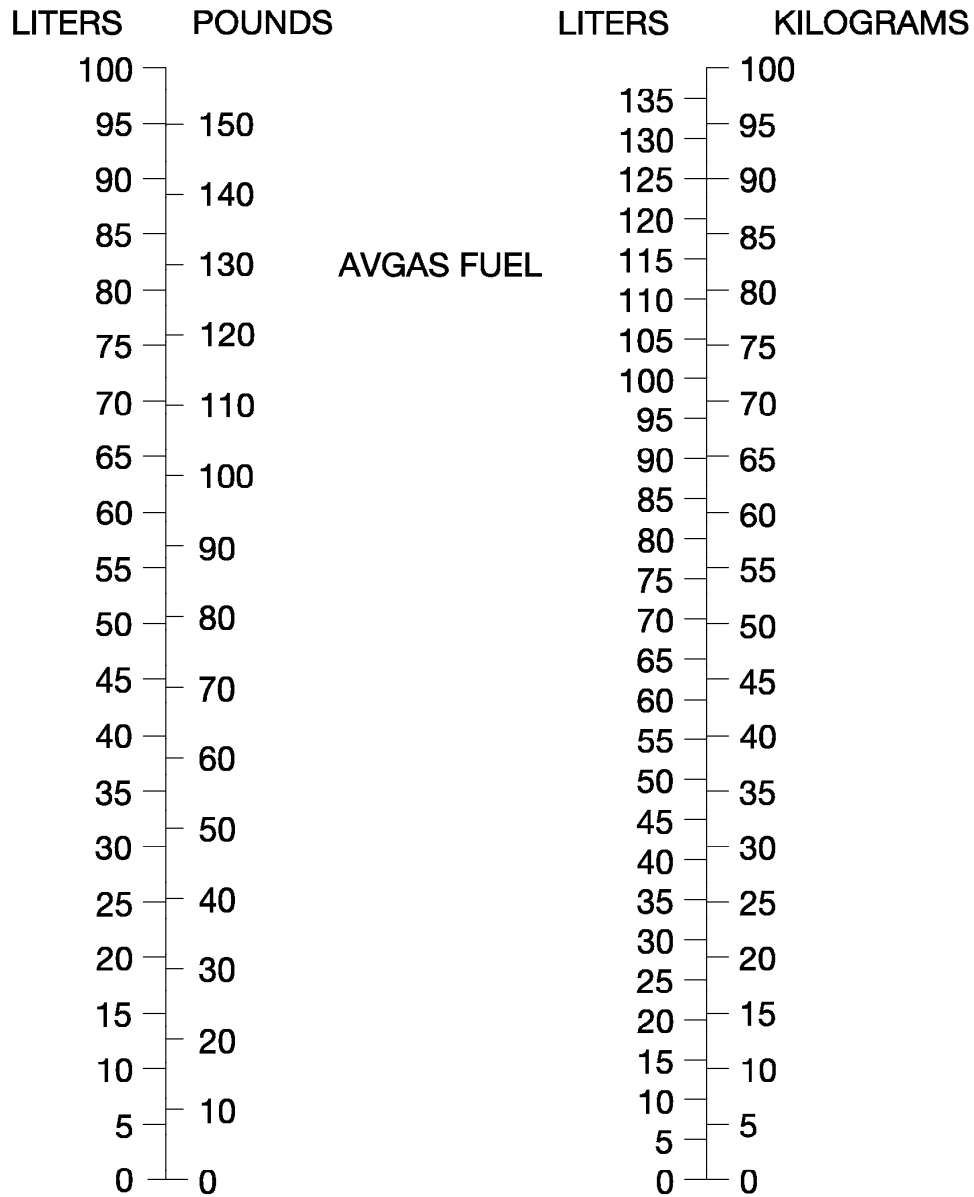 LITERS POUNDS LITERS KILOGRAMS
100 100
135
95 150 95
130
90 140 125 90
120
85 130 AVGAS FUEL 115 85
80 110 80
75 120 105 75
100
70 110 95 70
65 100 90 65
85
60 90 80 60
55 75 55
50 80 70 50
65
45 70 60 45
40 60 55 40
35 50 35
50 45
30 40 30
25 40 35 25
30
20 30 25 20
15 20 20 15
15
10 10 10 10
5 5 5
0 0 0 0